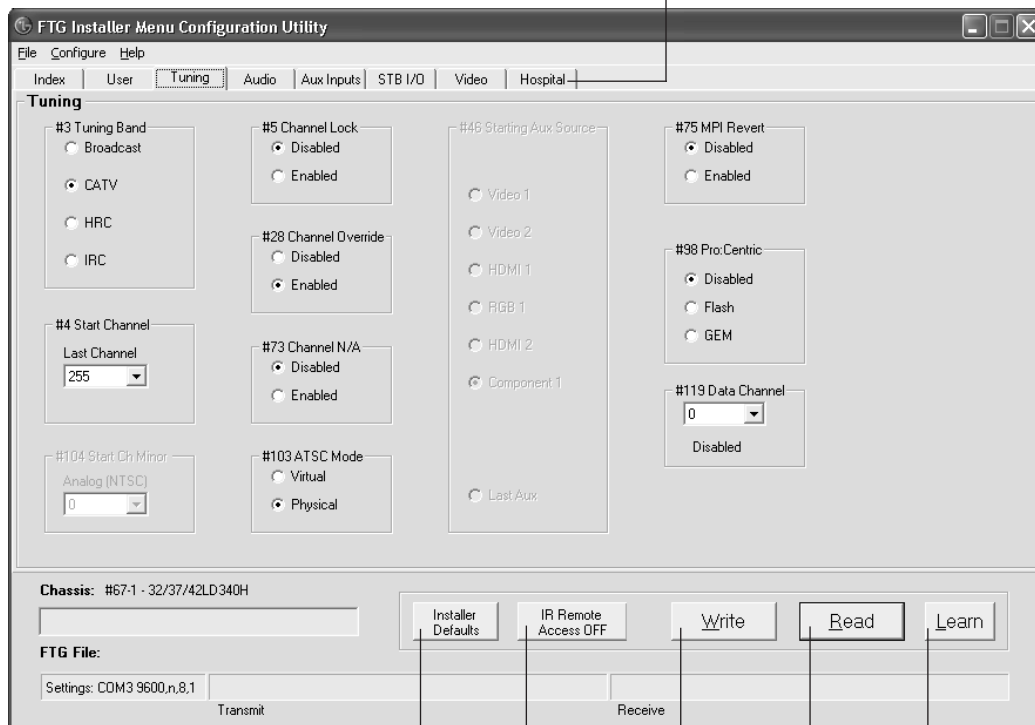 FTG Installer Menu Configuration Utility
File Configure Help
Index User Tuning Audio Aux Inputs STB I/O Video Hospital
Tuning
#3 Tuning Band
Broadcast
CATV
HRC
IRC
#4 Start Channel
Last Channel
255
#104 Start Ch Minor
Analog (NTSC)
0
#5 Channel Lock
Disabled
Enabled
#28 Channel Override
Disabled
Enabled
#73 Channel N/A
Disabled
Enabled
#103 ATSC Mode
Virtual
Physical
#46 Starting Aux Source
Video 1
Video 2
HDMI 1
RGB 1
HDMI 2
Component 1
Last Aux
#75 MPI Revert
Disabled
Enabled
#98 Pro:Centric
Disabled
Flash
GEM
#119 Data Channel
0
Disabled
Chassis: #67-1 - 32/37/42LD340H
Installer
Defaults
IR Remote
Access OFF
Write
Read
Learn
FTG File:
Settings: COM3 9600,n,8,1
Transmit
Receive